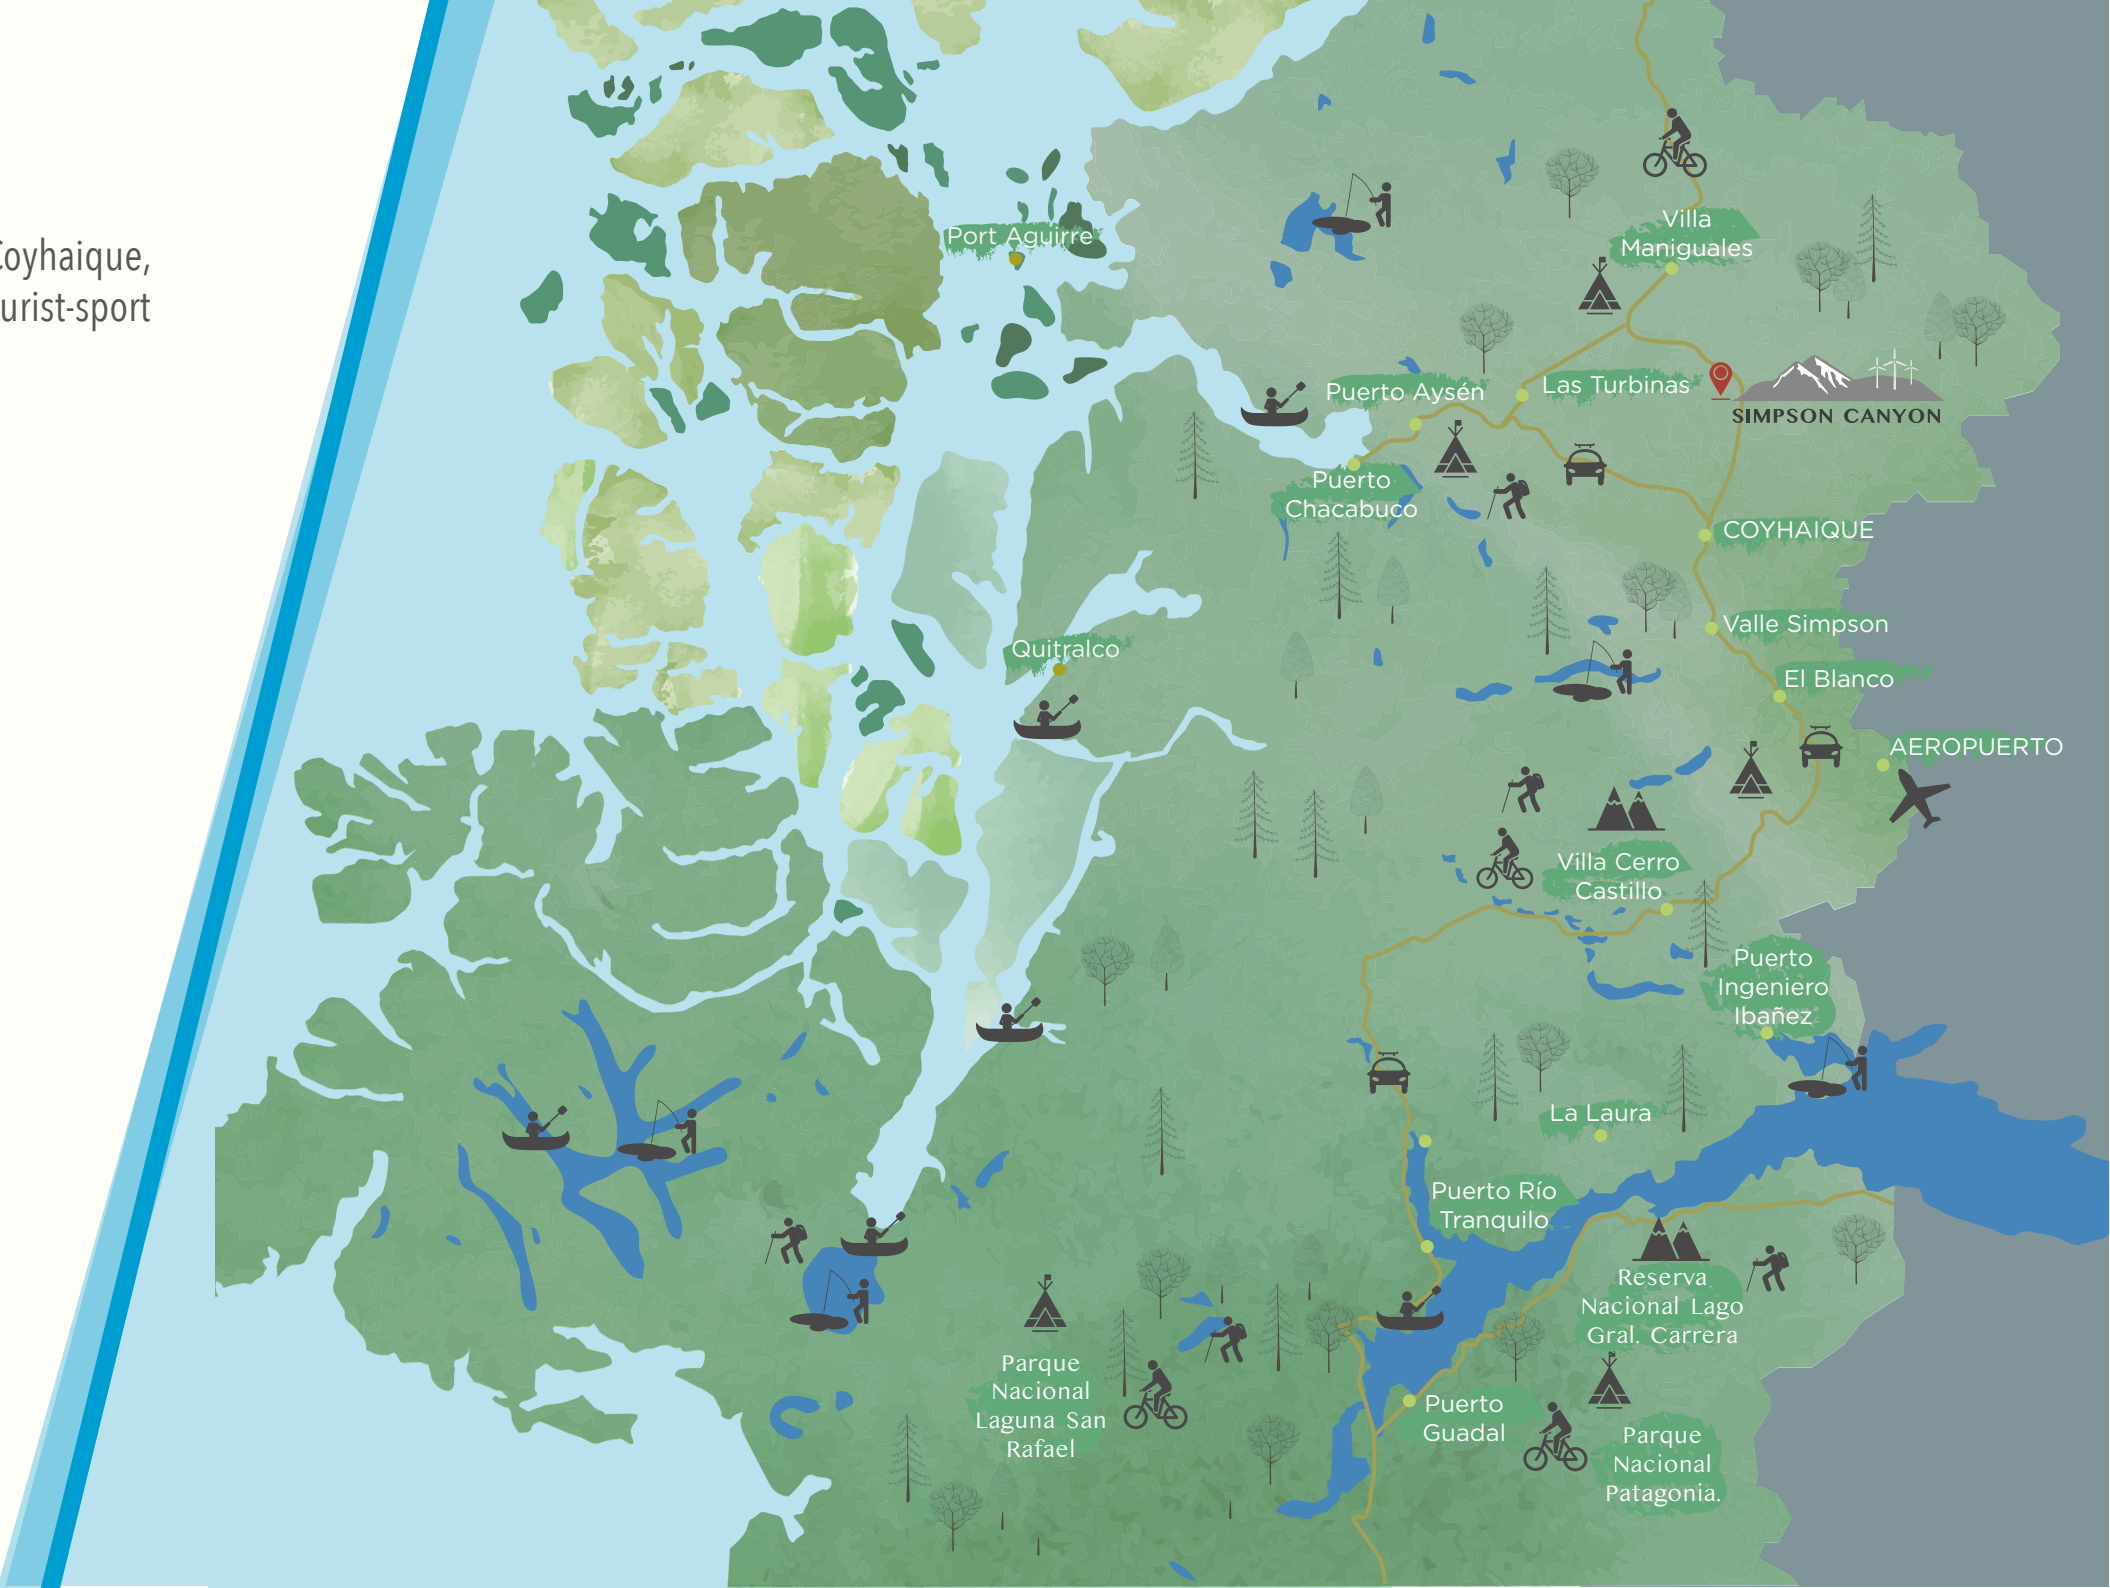 Coyhaique,
urist-sport
Port Aguirre
Villa
Maniguales
Puerto Aysén
Las Turbinas
SIMPSON CANYON
Puerto
Chacabuco
COYHAIQUE
Valle Simpson
Quitralco
El Blanco
AEROPUERTO
Villa Cerro
Castillo
Puerto
Ingeniero
Ibañez
La Laura
Puerto Río
Tranquilo
Reserva
Nacional Lago
Gral. Carrera
Parque
Nacional
Laguna San
Rafael
Puerto
Guadal
Parque
Nacional
Patagonia.